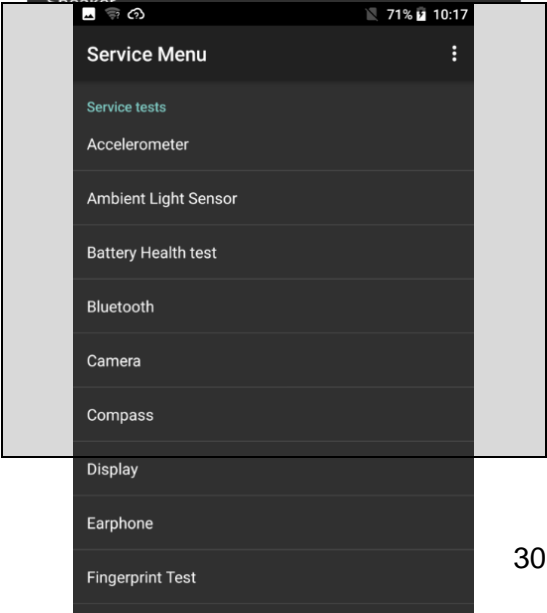 71% 10:17
Service Menu
Service tests
Accelerometer
Ambient Light Sensor
Battery Health test
Bluetooth
Camera
Compass
Display
Earphone
Fingerprint Test
30